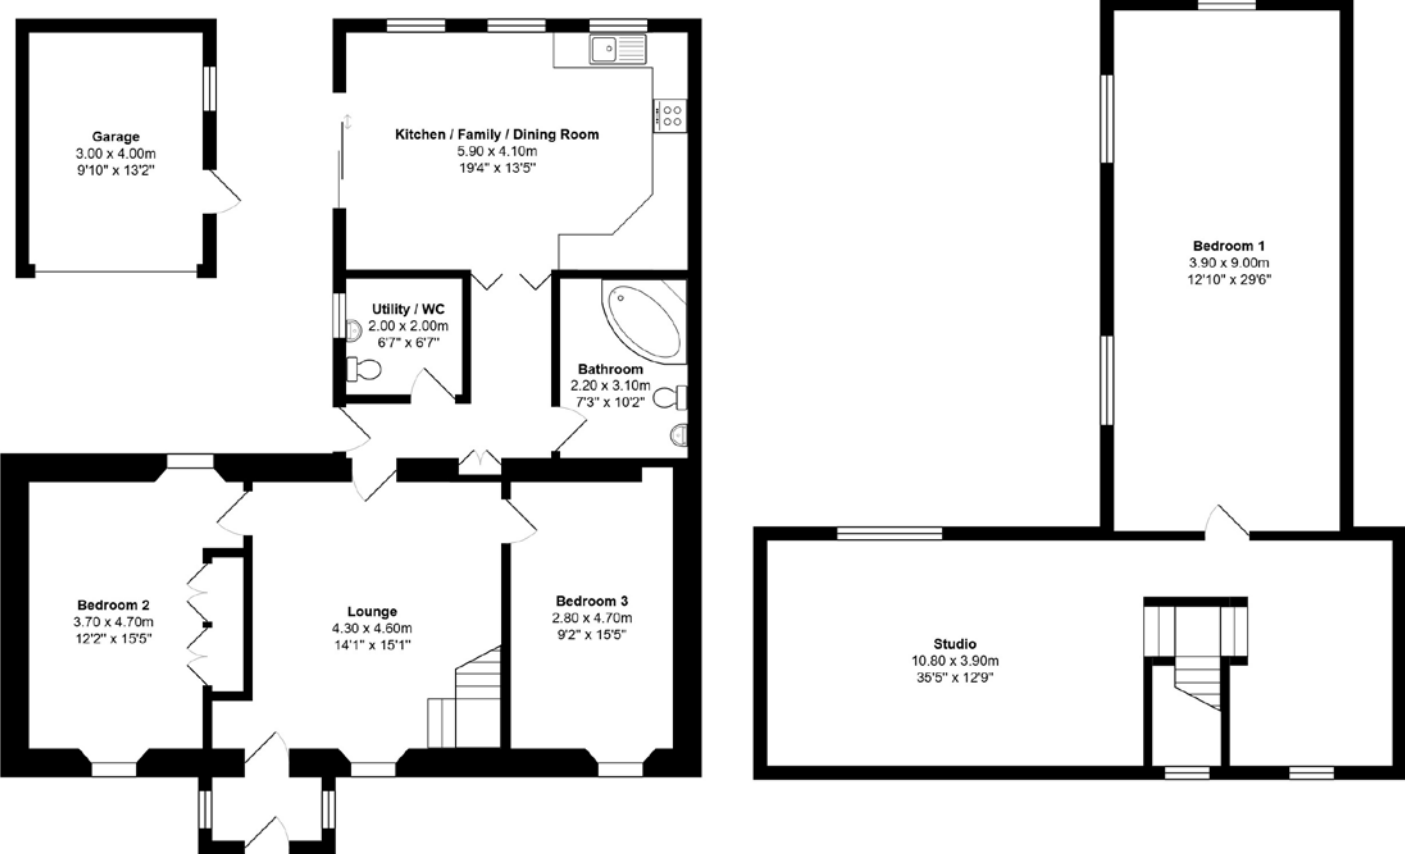 Garage
3.00 x 4.00m
9'10" x 13'2"
Kitchen / Family / Dining Room
5.90 x 4.10m
19'4" x 13'5"
Utility / WC
2.00 x 2.00m
6'7" x 6'7"
Bathroom
2.20 x 3.10m
7'3" x 10'2"
Bedroom 2
3.70 x 4.70m
12'2" x 15'5"
Lounge
4.30 x 4.60m
14'1" x 15'1"
Bedroom 3
2.80 x 4.70m
9'2" x 15'5"
Bedroom 1
3.90 x 9.00m
12'10" x 29'6"
Studio
10.80 x 3.90m
35'5" x 12'9"